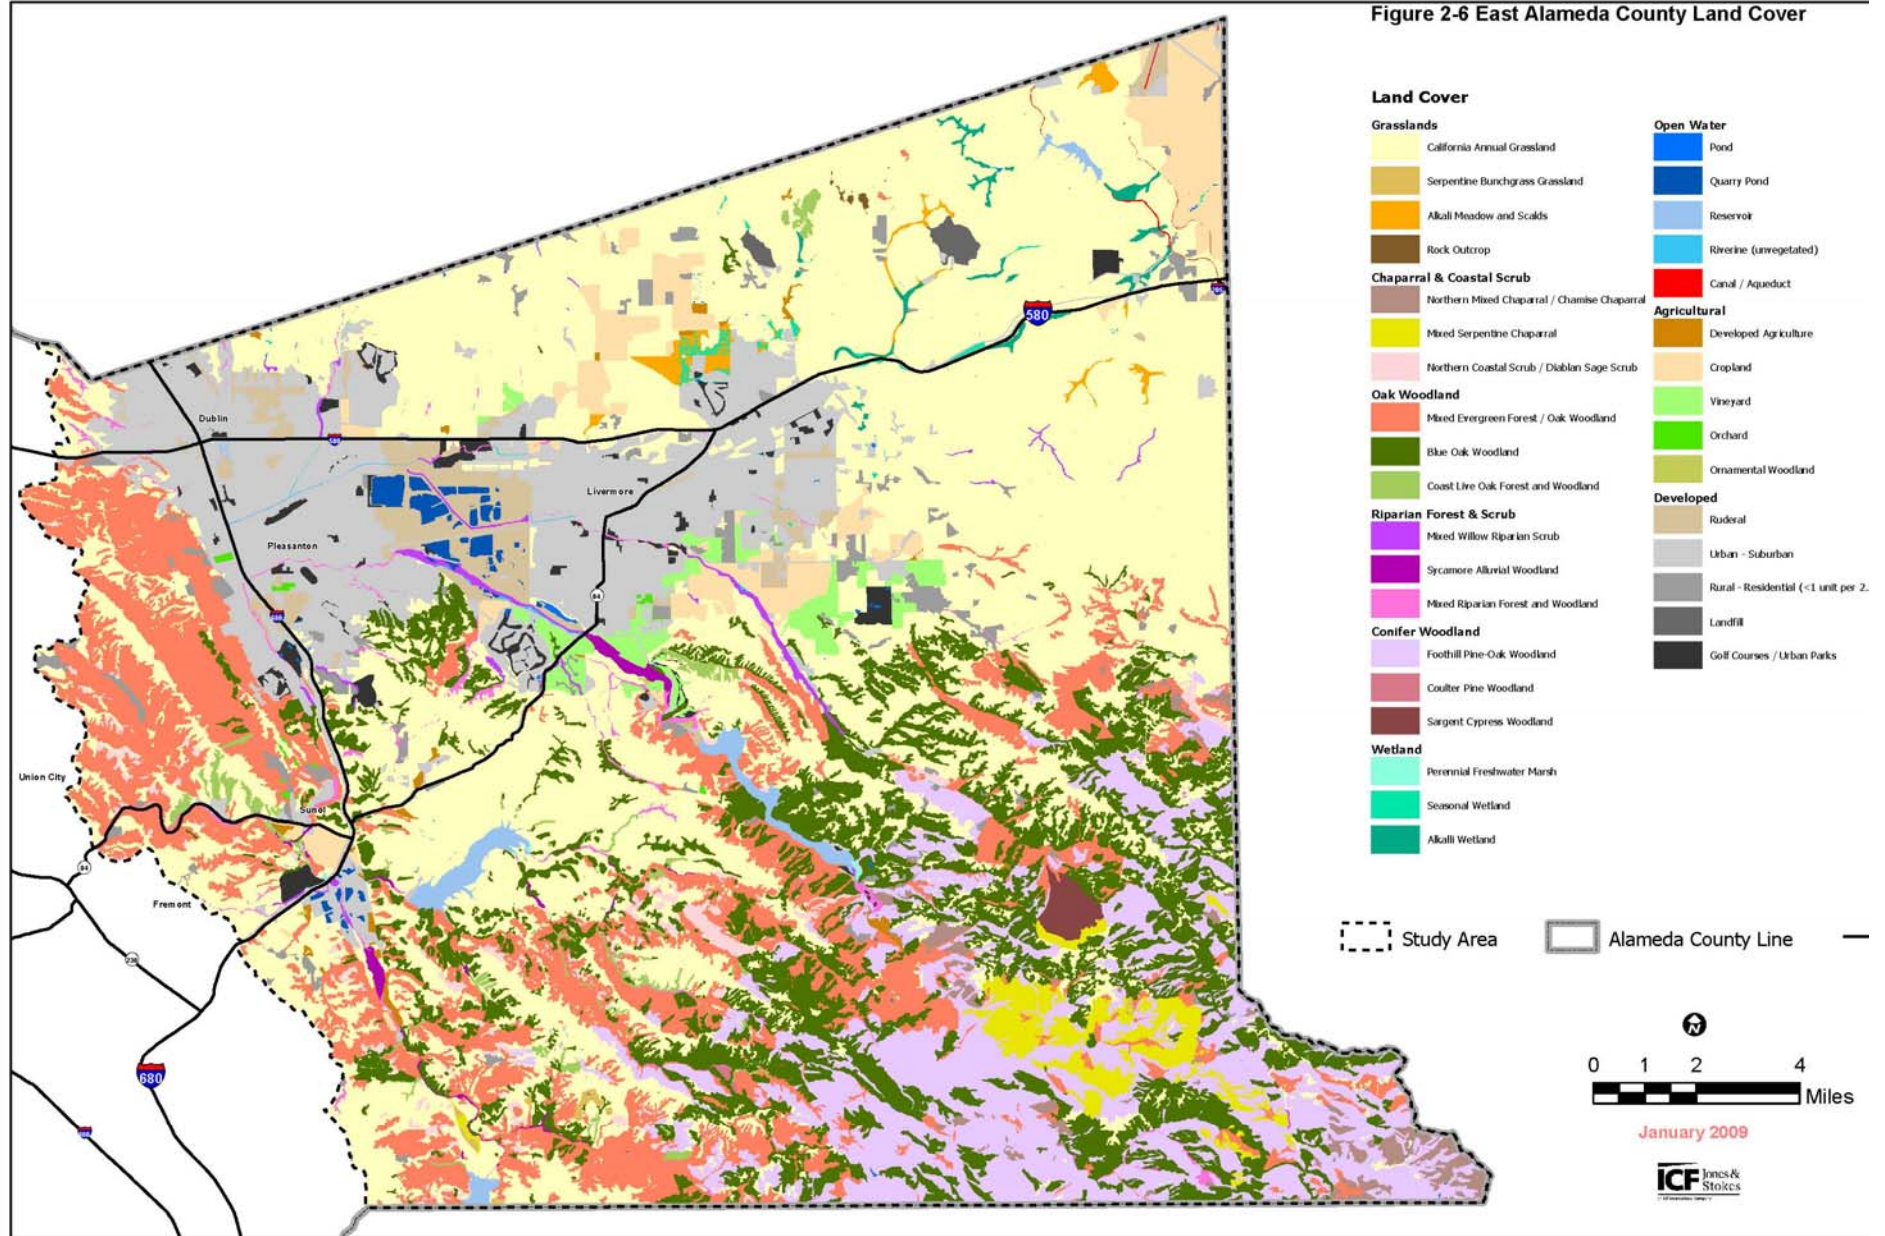 Figure 2-6 East Alameda County Land Cover
Land Cover
Grasslands
California Annual Grassland
Serpentine Bunchgrass Grassland
Alkali Meadow and Scalds
Rock Outcrop
Chaparral & Coastal Scrub
Northern Mixed Chaparral / Chamise Chaparral
Mixed Serpentine Chaparral
Northern Coastal Scrub / Diablan Sage Scrub
Oak Woodland
Mixed Evergreen Forest / Oak Woodland
Blue Oak Woodland
Coast Live Oak Forest and Woodland
Riparian Forest & Scrub
Mixed Willow Riparian Scrub
Sycamore Alluvial Woodland
Mixed Riparian Forest and Woodland
Conifer Woodland
Foothill Pine-Oak Woodland
Coulter Pine Woodland
Sargent Cypress Woodland
Wetland
Perennial Freshwater Marsh
Seasonal Wetland
Alkalli Wetland
Open Water
Pond
Quarry Pond
Reservoir
Riverine (unvegetated)
Canal / Aqueduct
Agricultural
Developed Agriculture
Cropland
Vineyard
Orchard
Ornamental Woodland
Developed
Ruderal
Urban - Suburban
Rural - Residential (<1 unit per 2.
Landfill
Golf Courses / Urban Parks
Study Area
Alameda County Line
N
0 1 2 4
Miles
January 2009
ICF Jones & Stokes
580
Dublin
580
Livermore
Pleasanton
84
680
Union City
Sunol
84
Fremont
238
680